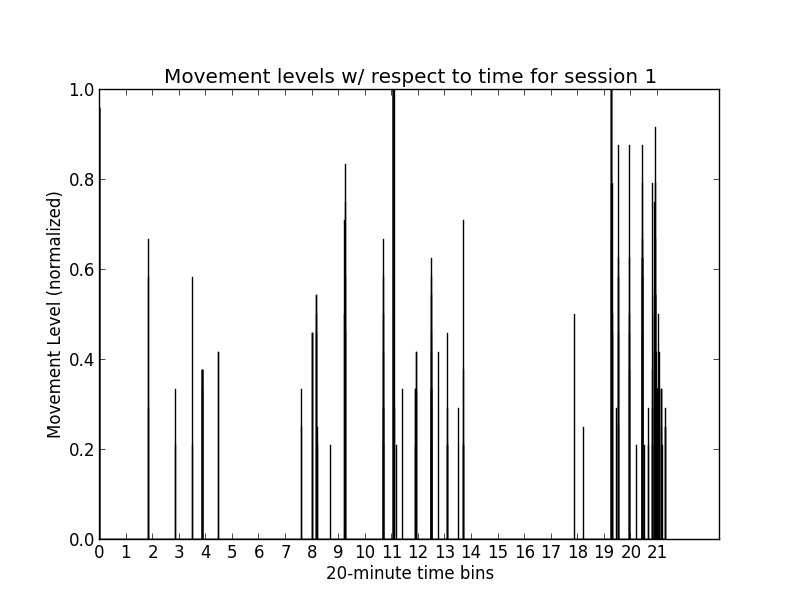 Movement levels w/ respect to time for session 1
1.0
0.8
0.6
0.4
0.2
0.0
Movement Level (normalized)
0 1 2 3 4 5 6 7 8 9 10 11 12 13 14 15 16 17 18 19 20 21
20-minute time bins